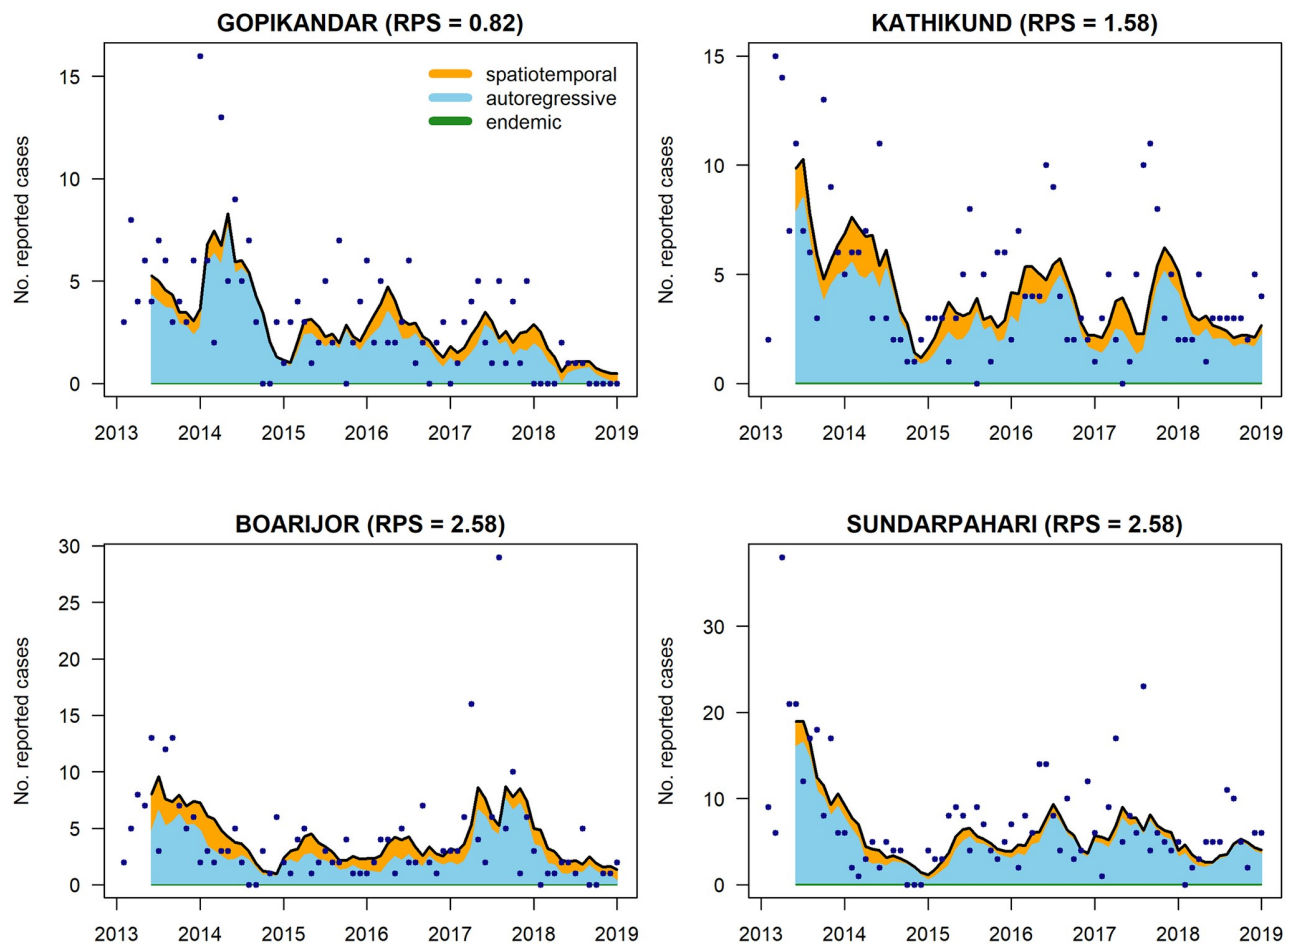 GOPIKANDAR (RPS = 0.82)
No. reported cases
15
10
5
0
spatiotemporal
autoregressive
endemic
2013 2014 2015 2016 2017 2018 2019
KATHIKUND (RPS = 1.58)
No. reported cases
15
10
5
0
2013 2014 2015 2016 2017 2018 2019
BOARIJOR (RPS = 2.58)
No. reported cases
30
25
20
15
10
5
0
2013 2014 2015 2016 2017 2018 2019
SUNDARPAHARI (RPS = 2.58)
No. reported cases
30
20
10
0
2013 2014 2015 2016 2017 2018 2019